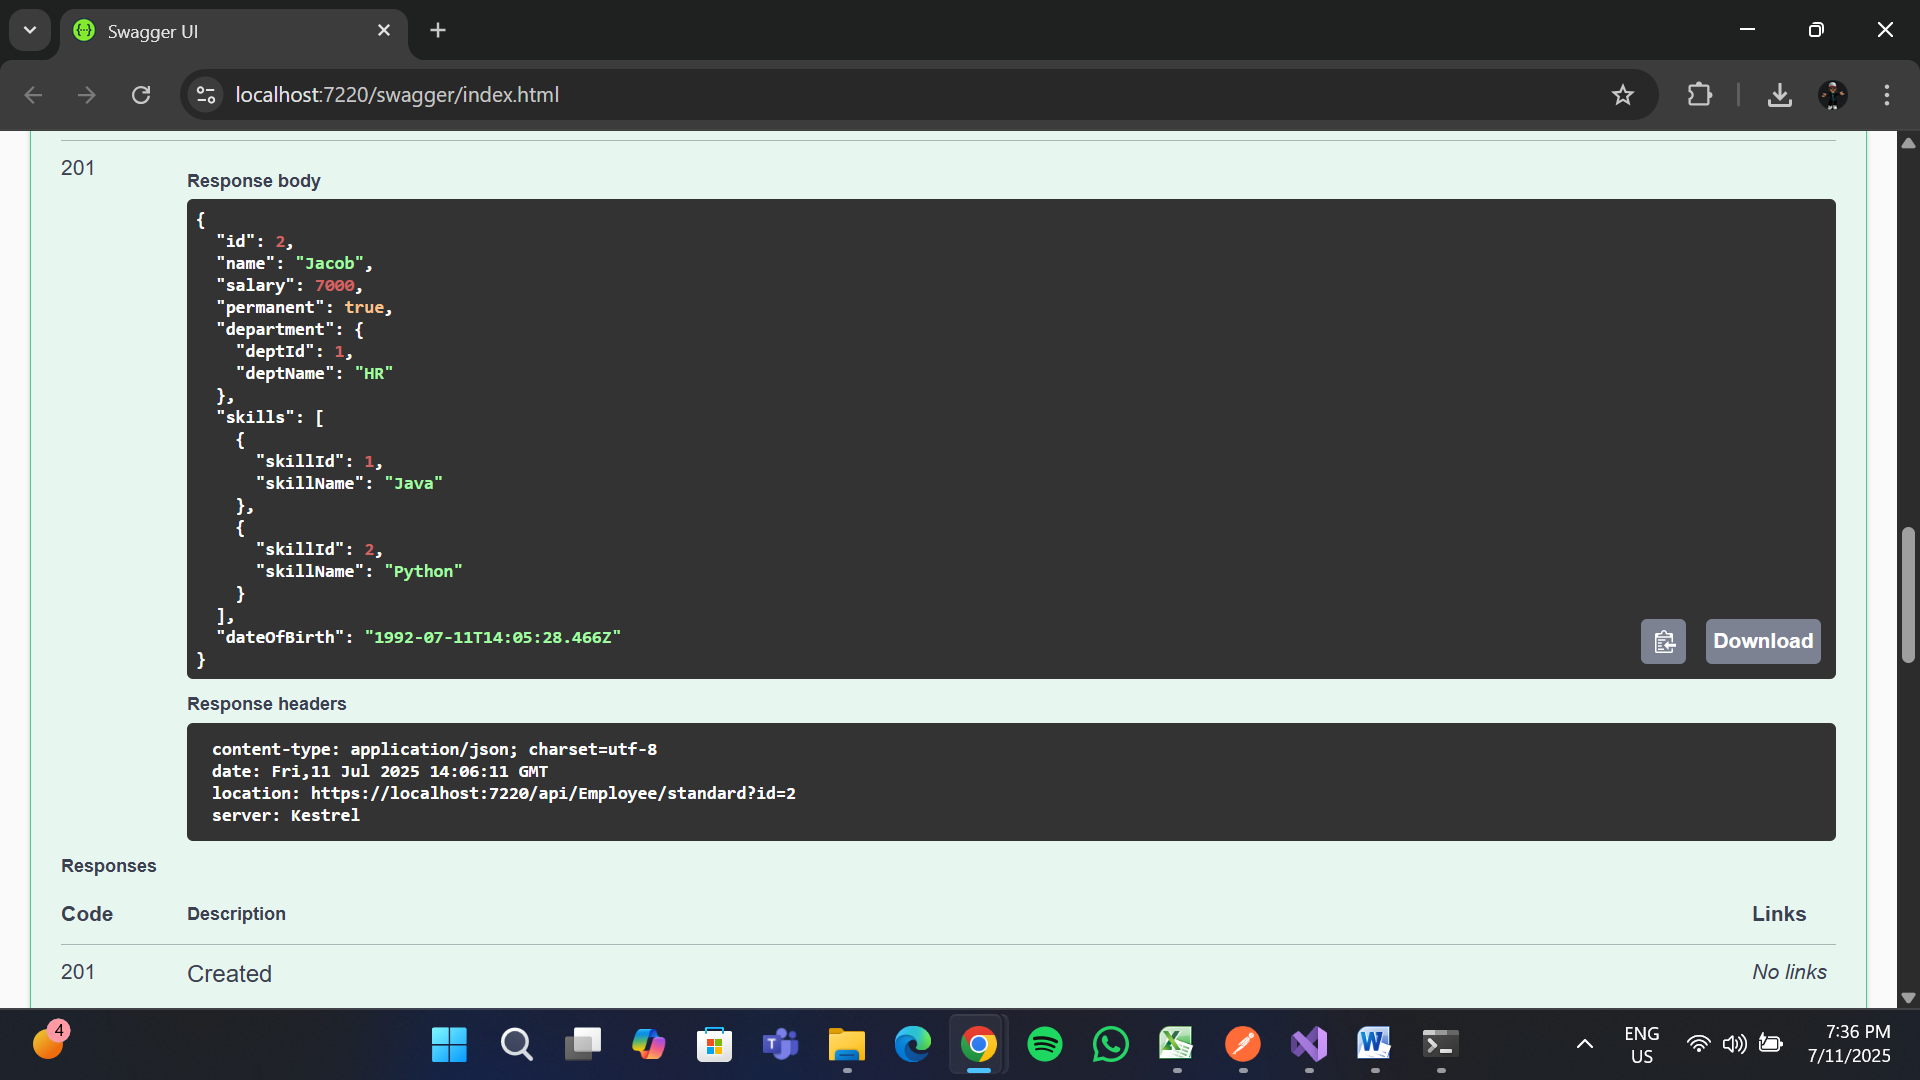 Swagger UI
localhost:7220/swagger/index.html
201
Response body
{
  "id": 2,
  "name": "Jacob",
  "salary": 7000,
  "permanent": true,
  "department": {
    "deptId": 1,
    "deptName": "HR"
  },
  "skills": [
    {
      "skillId": 1,
      "skillName": "Java"
    },
    {
      "skillId": 2,
      "skillName": "Python"
    }
  ],
  "dateOfBirth": "1992-07-11T14:05:28.466Z"
}
Download
Response headers
content-type: application/json; charset=utf-8
date: Fri,11 Jul 2025 14:06:11 GMT
location: https://localhost:7220/api/Employee/standard?id=2
server: Kestrel
Responses
Code Description Links
201 Created No links
4
ENG
US
7:36 PM
7/11/2025